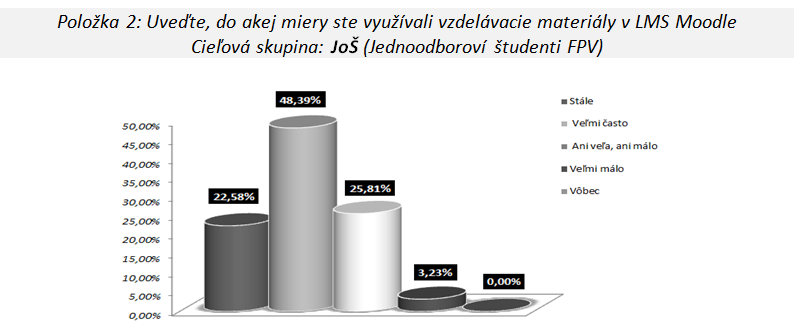 Položka 2: Uveďte, do akej miery ste využívali vzdelávacie materiály v LMS Moodle
Cieľová skupina: JoŠ (Jednoodboroví študenti FPV)
48,39%
50,00%
45,00%
40,00%
35,00%
30,00%
25,00%
20,00%
15,00%
10,00%
5,00%
0,00%
22,58%
25,81%
3,23%
0,00%
Stále
Veľmi často
Ani veľa, ani málo
Veľmi málo
Vôbec